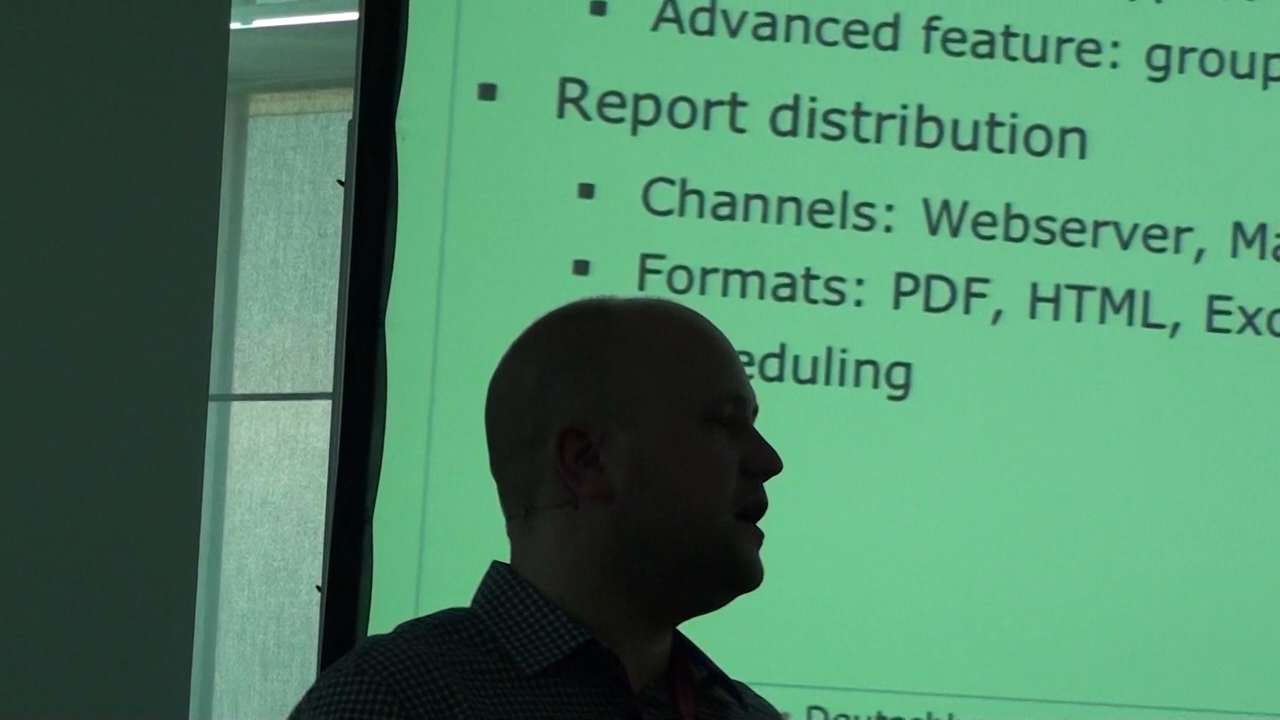 Advanced feature: group
Report distribution
Channels: Webserver, Ma
Formats: PDF, HTML, Exc
eduling